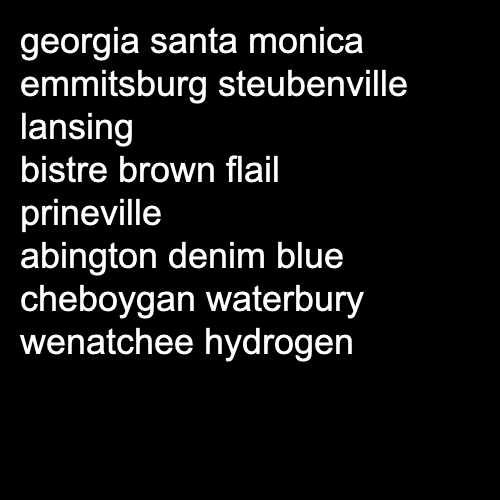 georgia santa monica
emmitsburg steubenville
lansing
bistre brown flail
prineville
abington denim blue
cheboygan waterbury
wenatchee hydrogen